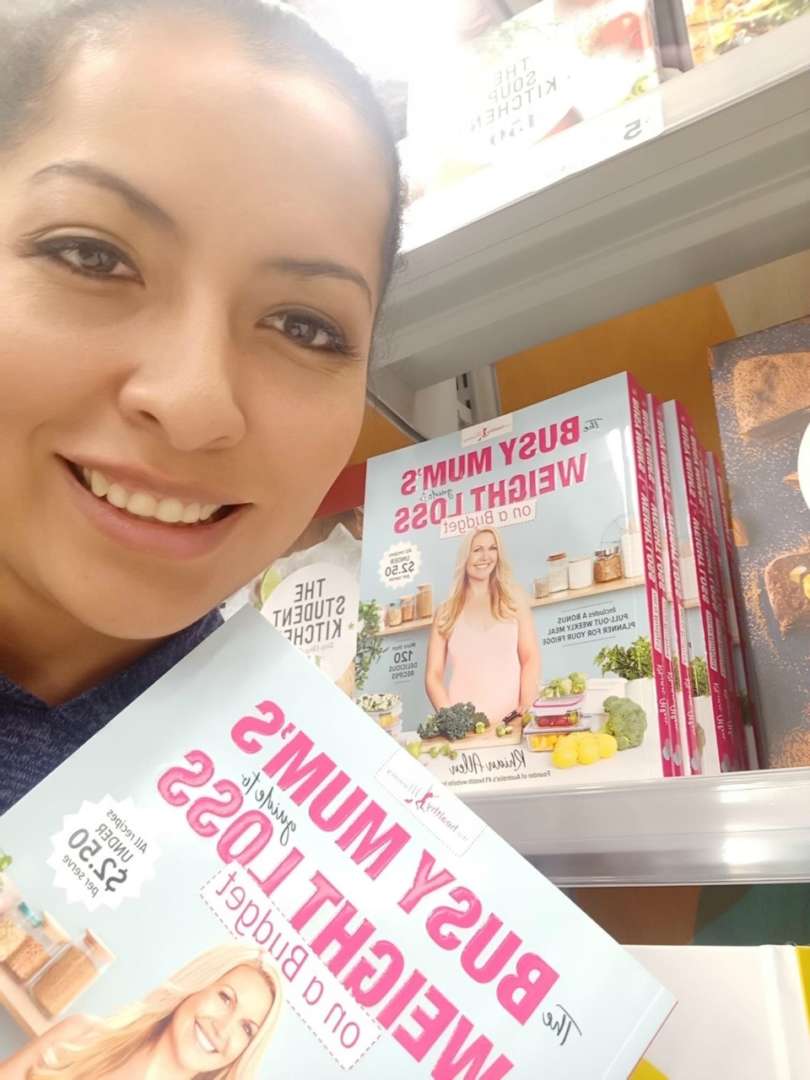 THE
SOUP
KITCHEN
5
The
BUSY MUM'S
guide to
WEIGHT LOSS
on a Budget
All recipes
UNDER
$2.50
per serve
Includes A BONUS
PULL-OUT WEEKLY MEAL
PLANNER FOR YOUR FRIDGE
More than
120
DELICIOUS
RECIPES
Rhian Allen
Founder of Australia's #1 health website
THE
STUDENT
KITCHEN
The
BUSY MUM'S
guide to
WEIGHT LOSS
on a Budget
healthy
All recipes
UNDER
$2.50
per serve